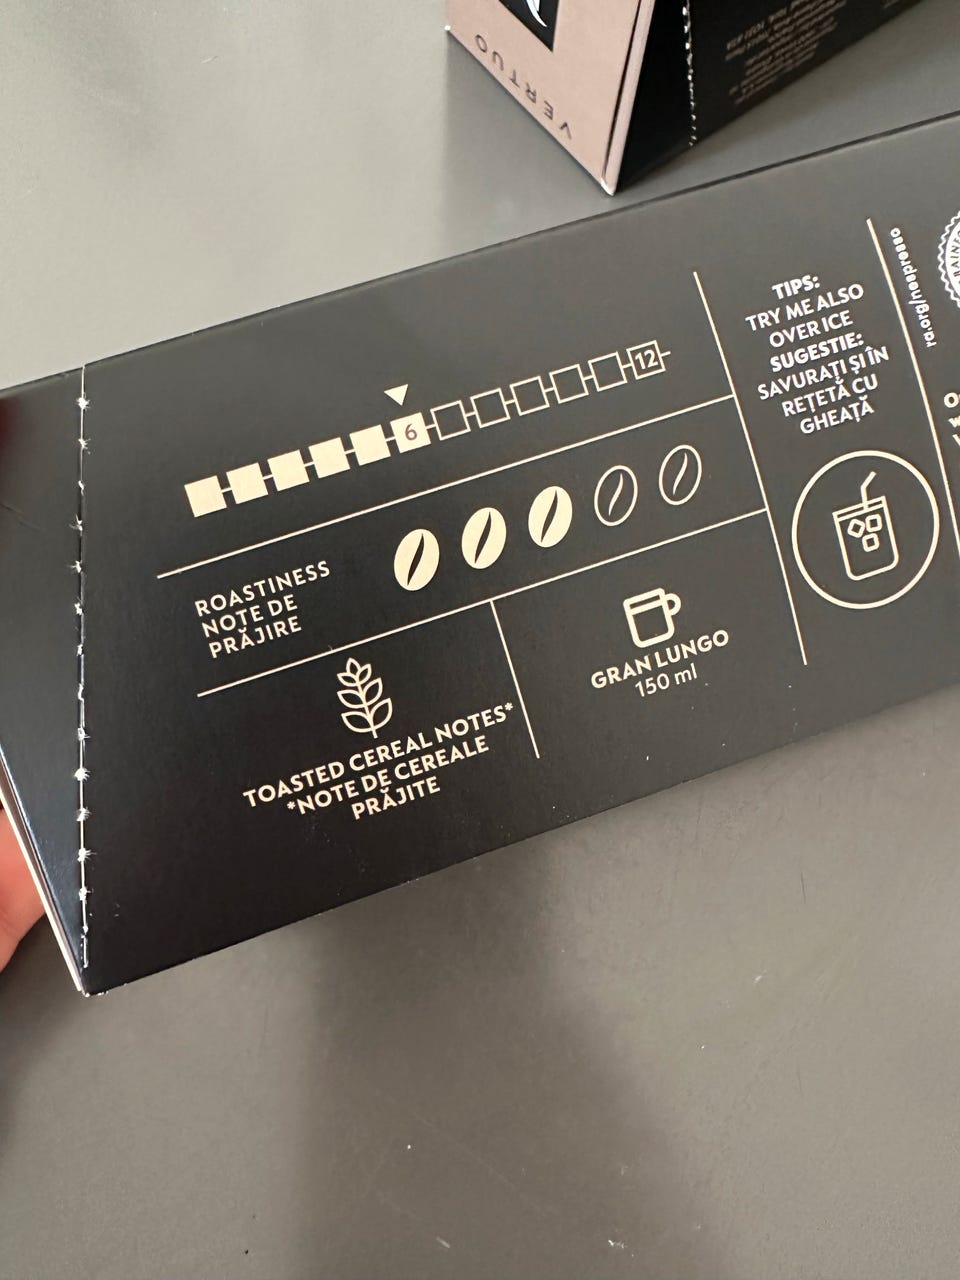 VERTUO
6
12
ROASTINESS
NOTE DE
PRĂJIRE
TOASTED CEREAL NOTES*
*NOTE DE CEREALE
PRĂJITE
GRAN LUNGO
150 ml
TIPS:
TRY ME ALSO
OVER ICE
SUGESTIE:
SAVURAȚI ȘI ÎN
REȚETĂ CU
GHEAȚĂ
ra.org/nespresso